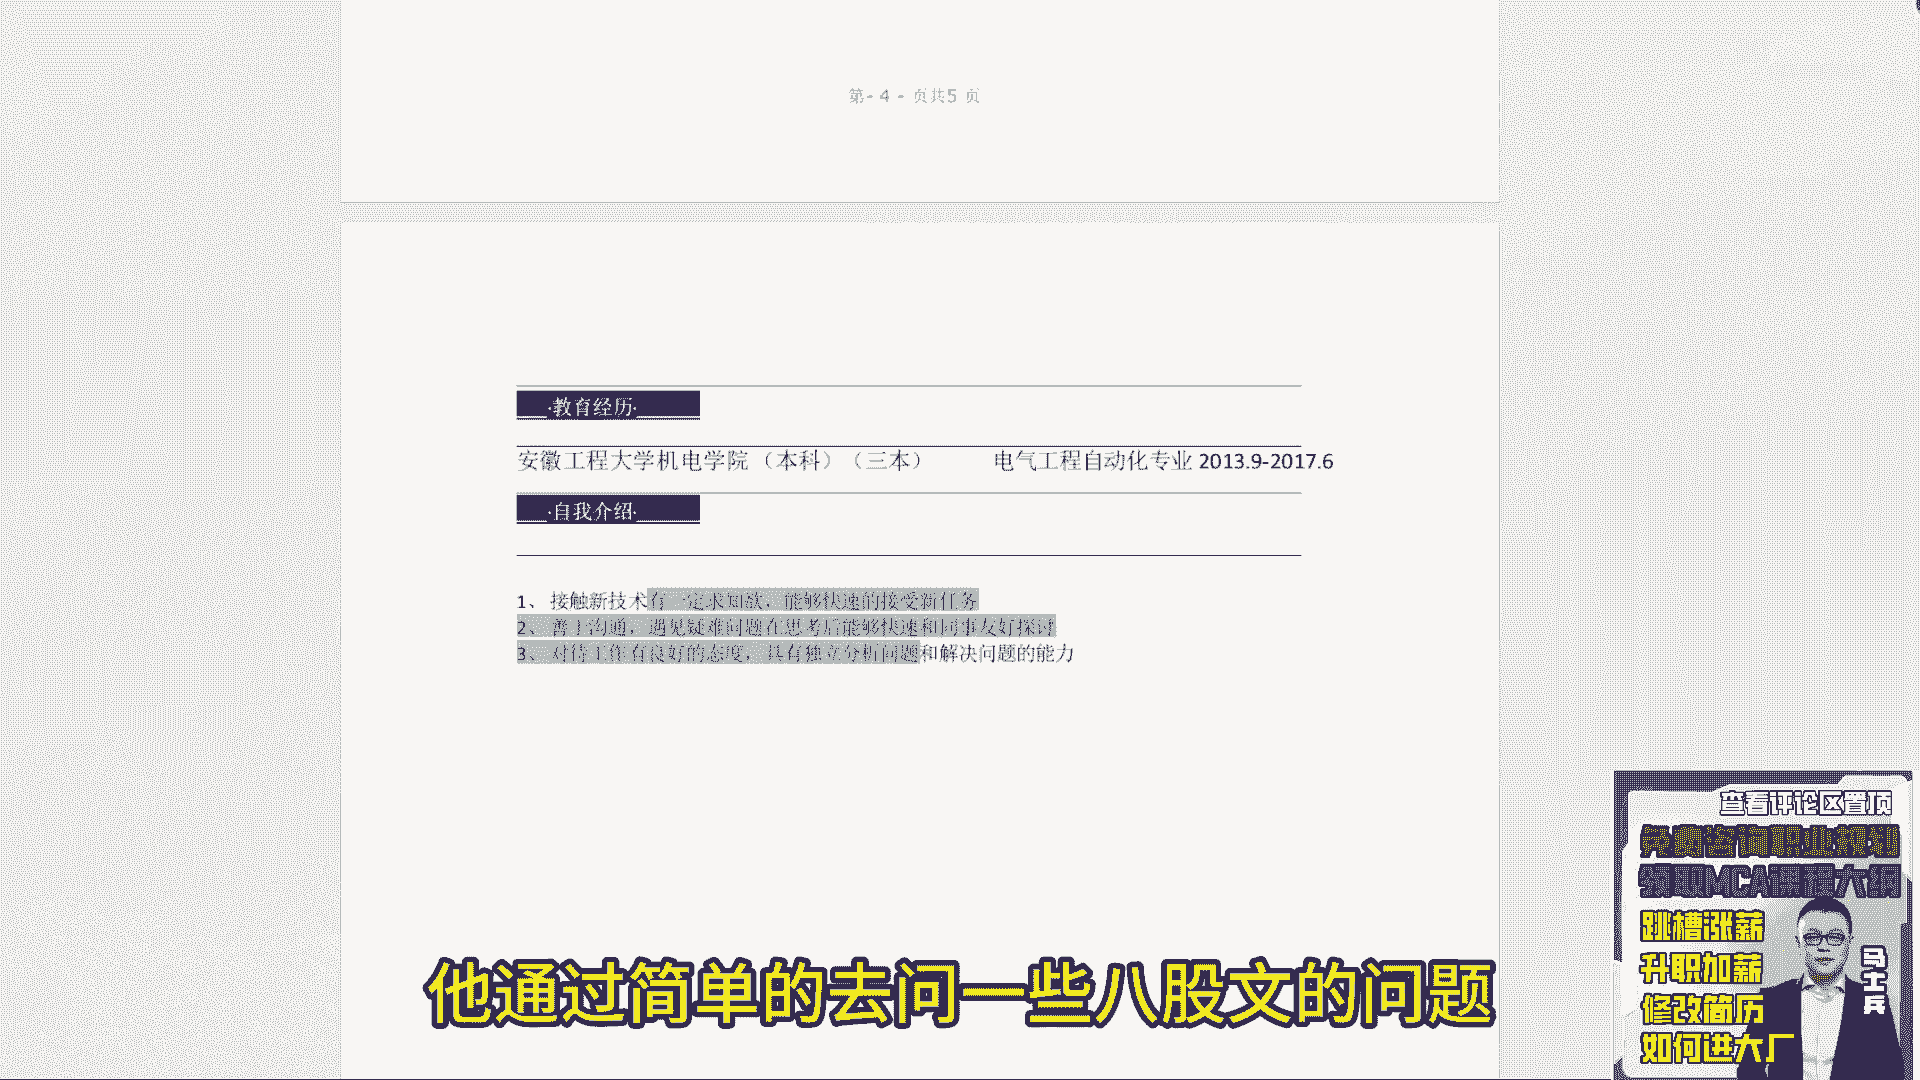 第- 4 - 页共5 页
·教育经历·
安徽工程大学机电学院（本科）（三本） 电气工程自动化专业 2013.9-2017.6
·自我介绍·
1、 接触新技术有一定求知欲，能够快速的接受新任务
2、 善于沟通，遇见疑难问题在思考后能够快速和同事友好探讨
3、 对待工作有良好的态度，具有独立分析问题和解决问题的能力
查看评论区置顶
免费咨询职业规划
领取MCA课程大纲
跳槽涨薪
升职加薪
修改简历
如何进大厂
马士兵
他通过简单的去问一些八股文的问题